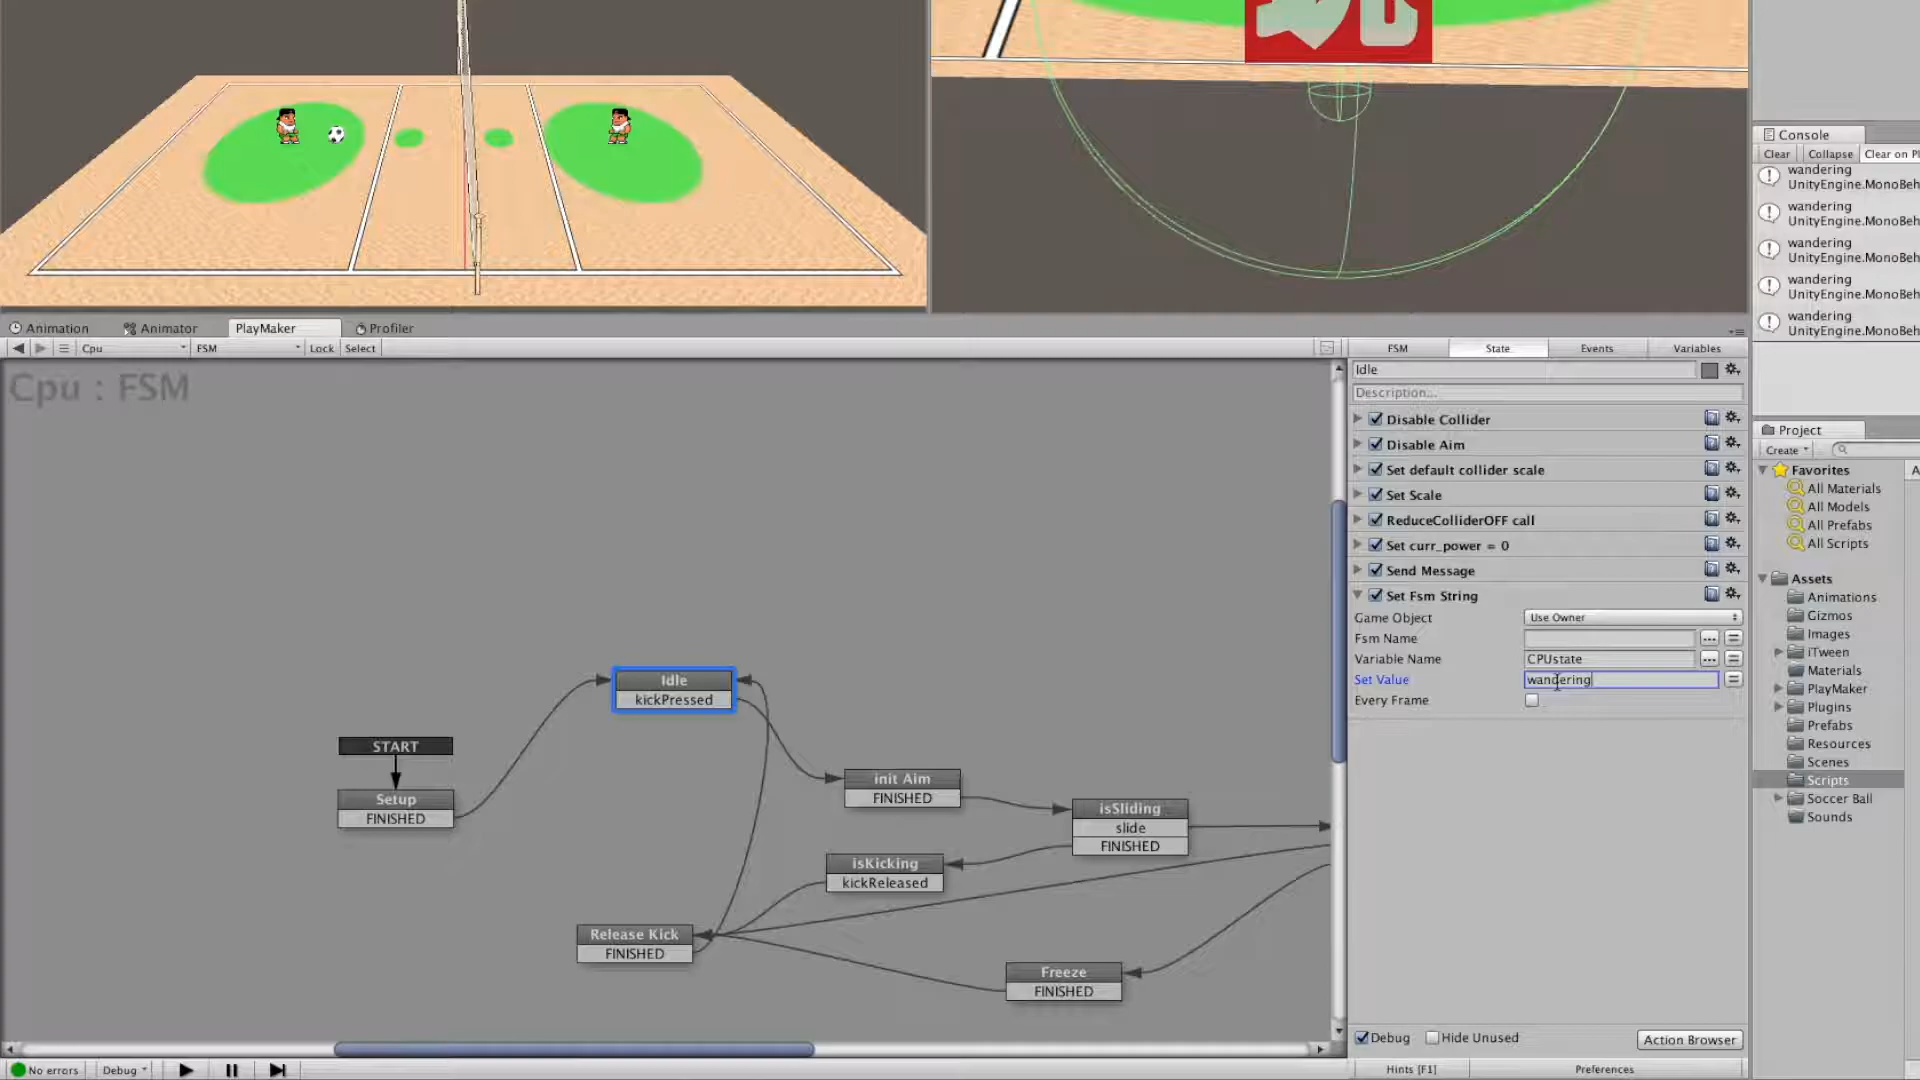 Animation
Animator
PlayMaker
Profiler
Cpu
FSM
Lock
Select
Cpu : FSM
Idle
kickPressed
START
Setup
FINISHED
init Aim
FINISHED
isSliding
slide
FINISHED
isKicking
kickReleased
Release Kick
FINISHED
Freeze
FINISHED
No errors
Debug
FSM
State
Events
Variables
Idle
Description...
Disable Collider
Disable Aim
Set default collider scale
Set Scale
ReduceColliderOFF call
Set curr_power = 0
Send Message
Set Fsm String
Game Object Use Owner
Fsm Name
Variable Name CPUstate
Set Value wandering
Every Frame
Debug
Hide Unused
Action Browser
Hints [F1]
Preferences
Console
Clear Collapse Clear on Pl
wandering
UnityEngine.MonoBeh
wandering
UnityEngine.MonoBeh
wandering
UnityEngine.MonoBeh
wandering
UnityEngine.MonoBeh
wandering
UnityEngine.MonoBeh
Project
Create
Favorites
All Materials
All Models
All Prefabs
All Scripts
Assets
Animations
Gizmos
Images
iTween
Materials
PlayMaker
Plugins
Prefabs
Resources
Scenes
Scripts
Soccer Ball
Sounds